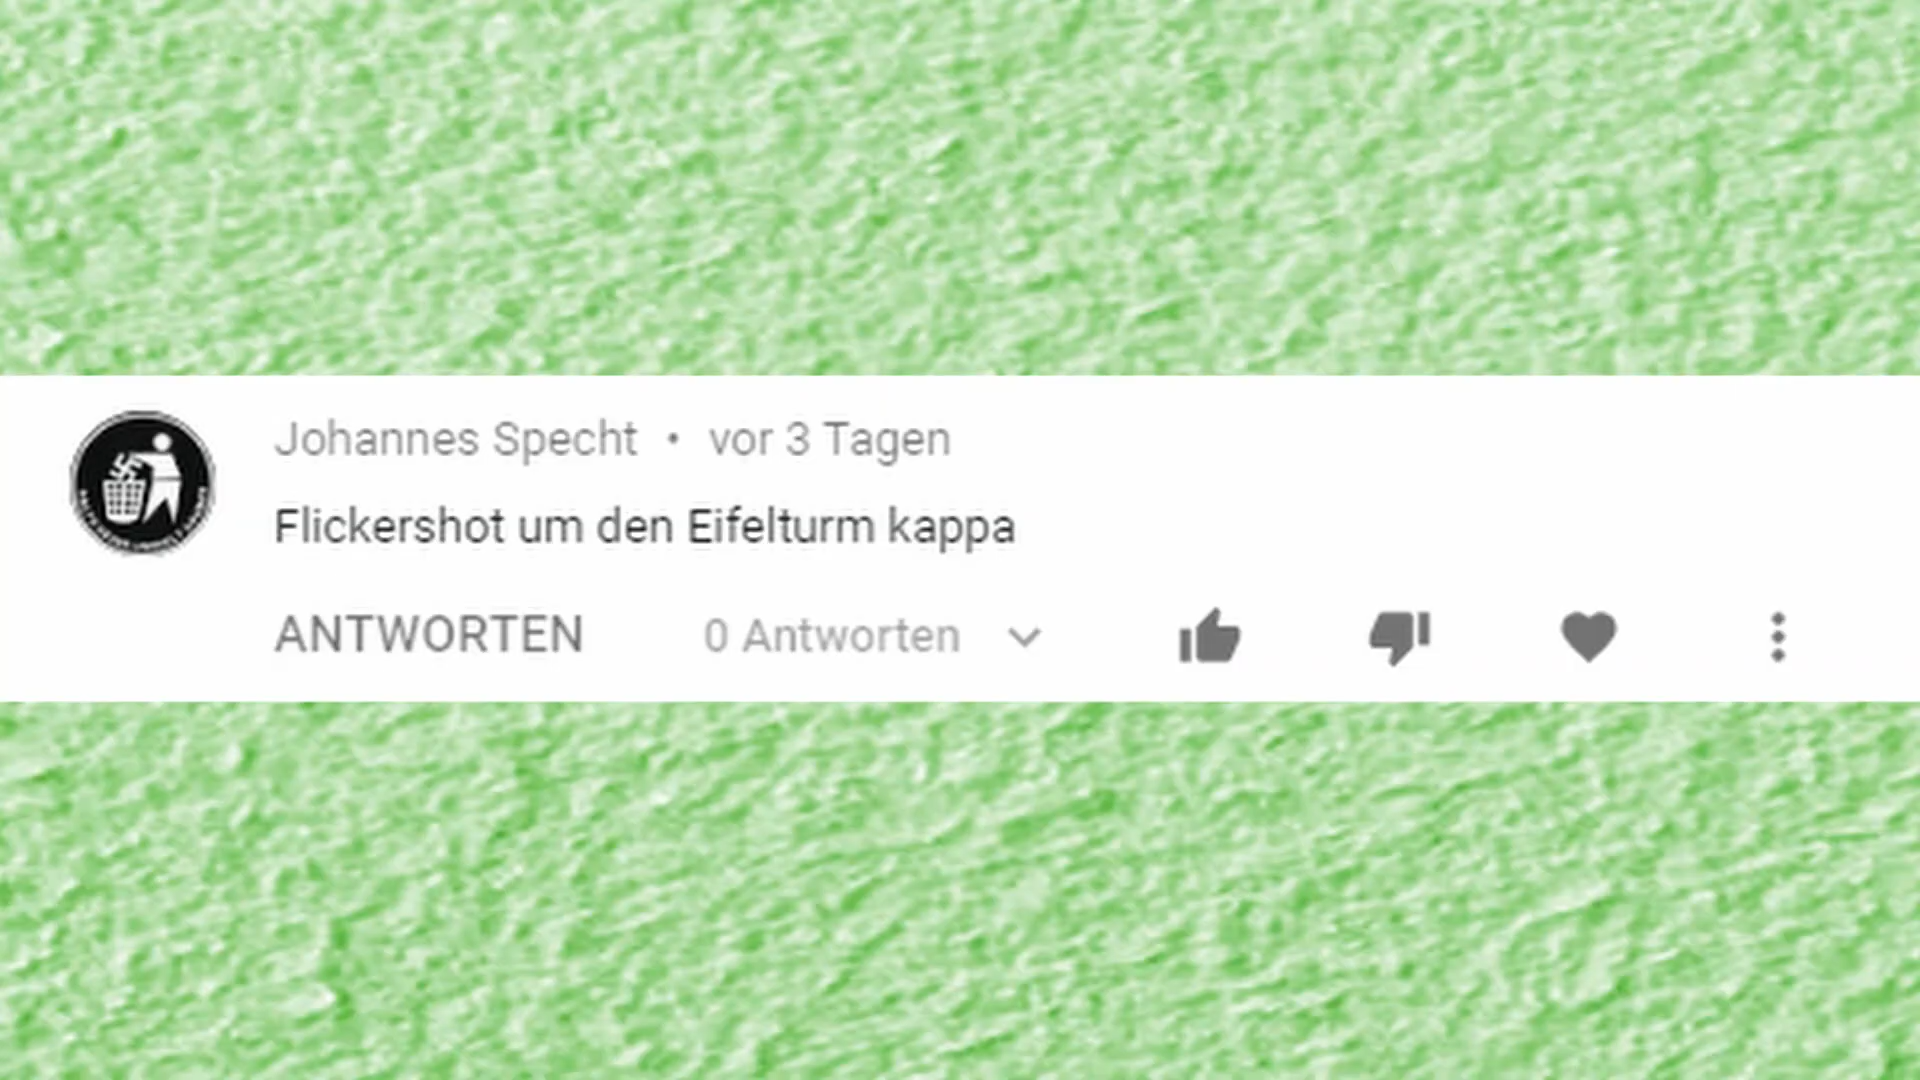 Johannes Specht • vor 3 Tagen
Flickershot um den Eifelturm kappa
ANTWORTEN 0 Antworten